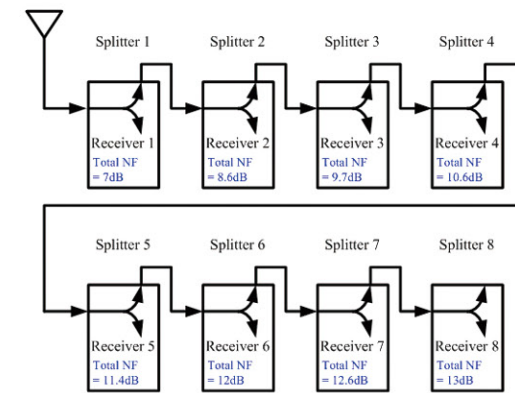 Splitter 1 Splitter 2 Splitter 3 Splitter 4
Receiver 1 Receiver 2 Receiver 3 Receiver 4
Total NF Total NF Total NF Total NF
= 7dB = 8.6dB = 9.7dB = 10.6dB
Splitter 5 Splitter 6 Splitter 7 Splitter 8
Receiver 5 Receiver 6 Receiver 7 Receiver 8
Total NF Total NF Total NF Total NF
= 11.4dB = 12dB = 12.6dB = 13dB